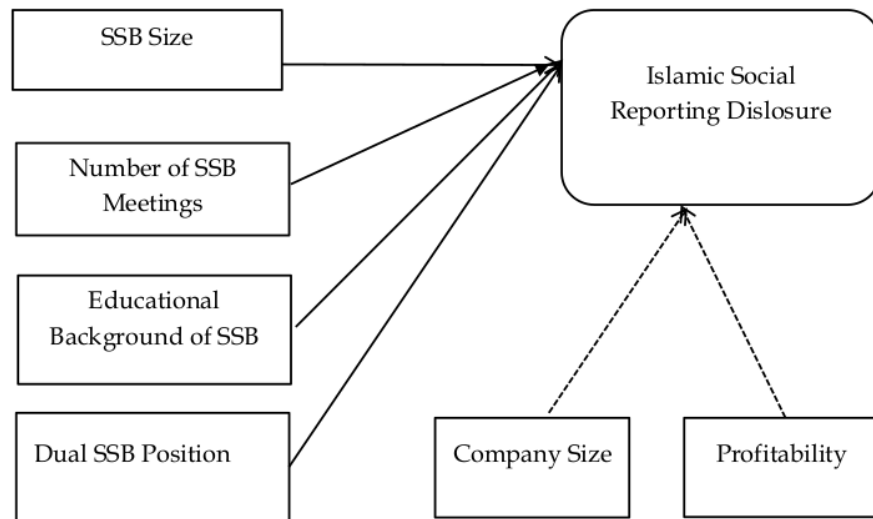 SSB Size
Islamic Social
Reporting Dislosure
Number of SSB
Meetings
Educational
Background of SSB
Dual SSB Position
Company Size
Profitability